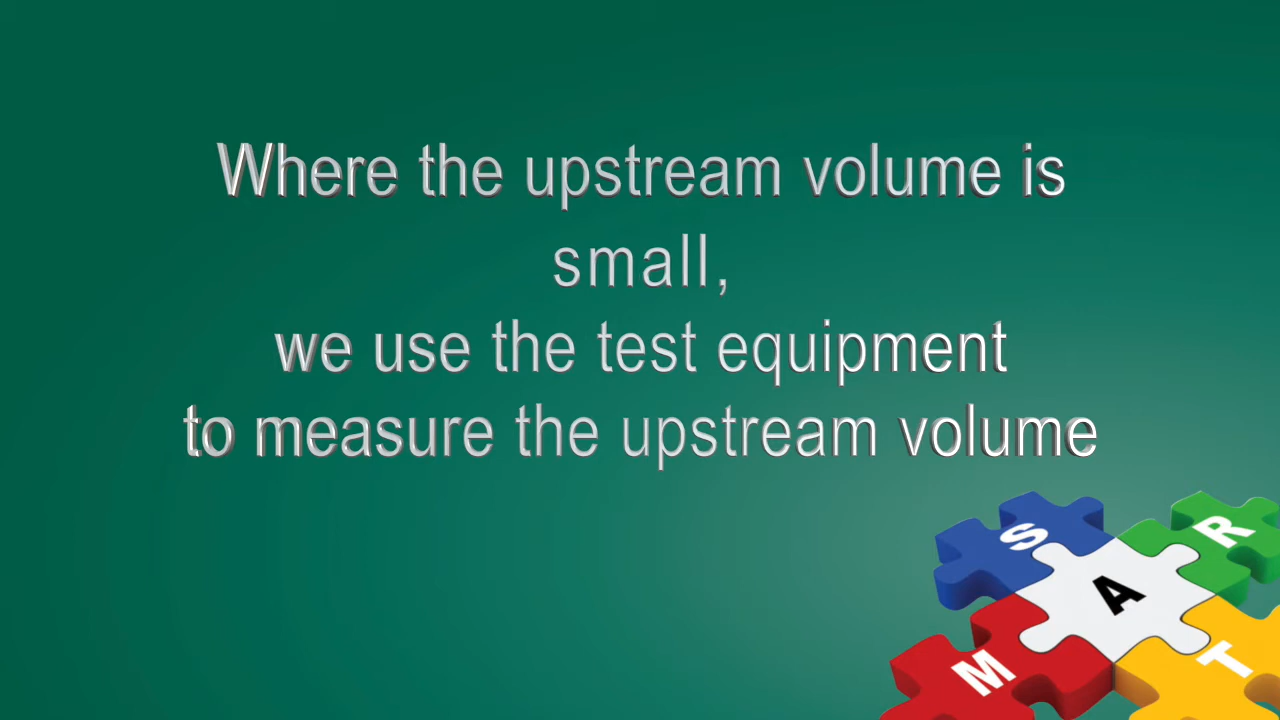 Where the upstream volume is
small,
we use the test equipment
to measure the upstream volume
S
R
A
M
T